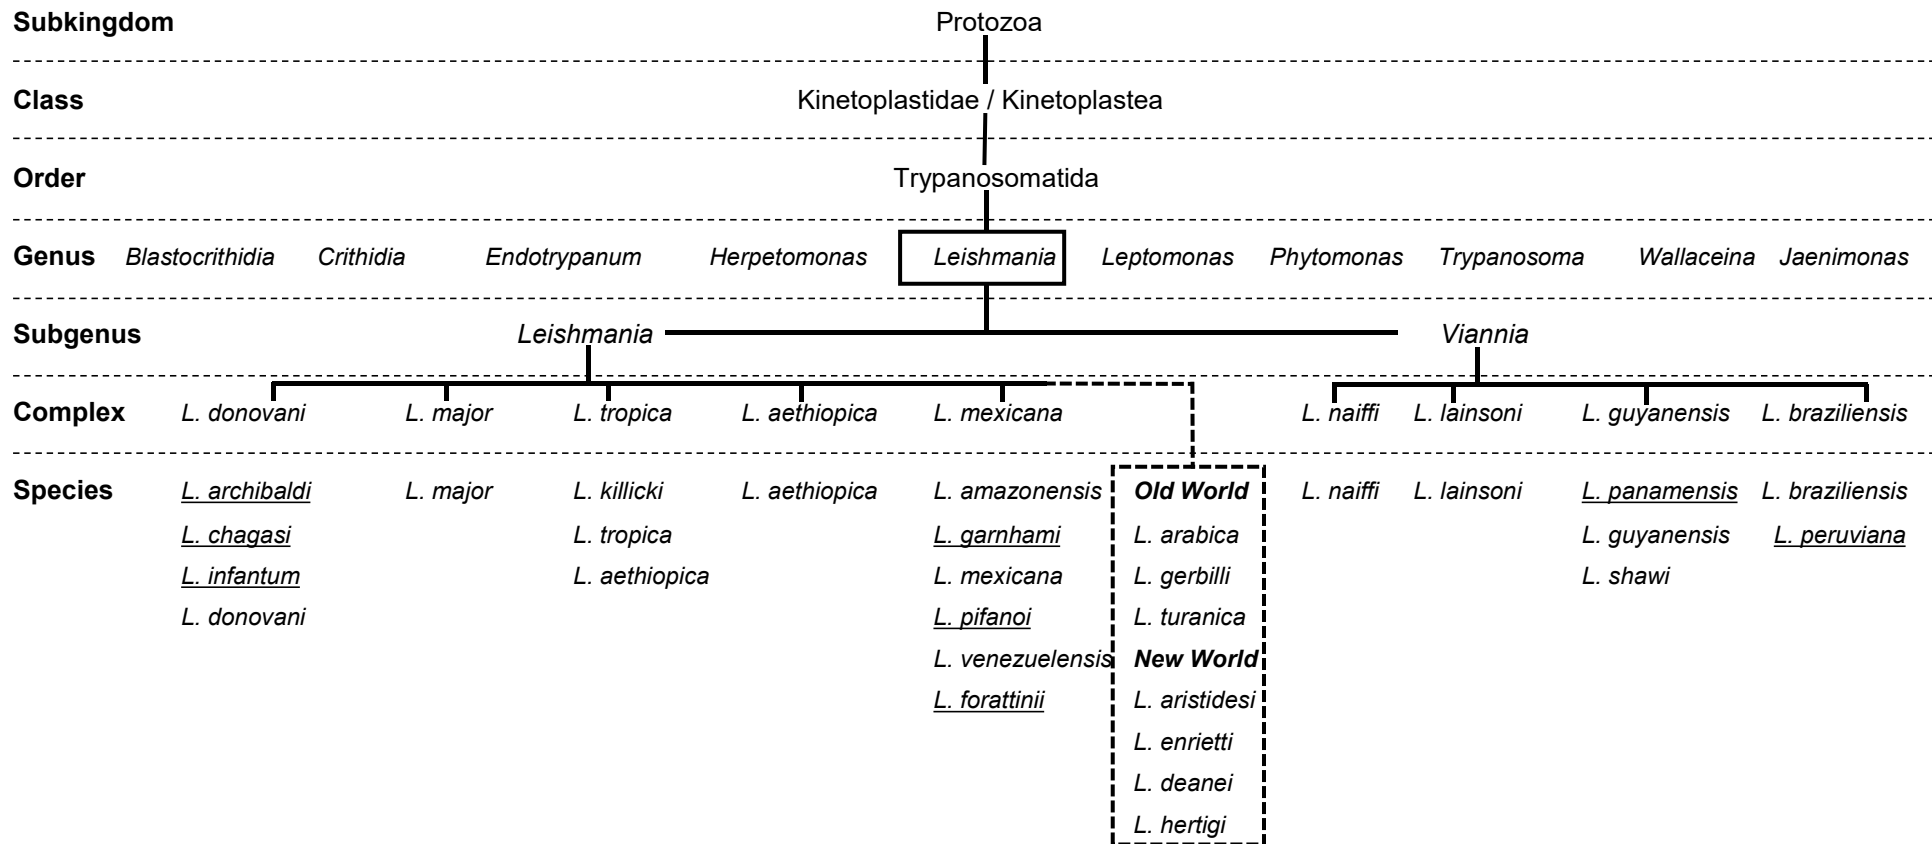 Subkingdom Protozoa
Class Kinetoplastidae / Kinetoplastea
Order Trypanosomatida
Genus Blastocrithidia Crithidia Endotrypanum Herpetomonas Leishmania Leptomonas Phytomonas Trypanosoma Wallaceina Jaenimonas
Subgenus Leishmania Viannia
Complex L. donovani L. major L. tropica L. aethiopica L. mexicana L. naiffi L. lainsoni L. guyanensis L. braziliensis
Species L. archibaldi L. major L. killicki L. aethiopica L. amazonensis Old World L. naiffi L. lainsoni L. panamensis L. braziliensis
L. chagasi L. tropica L. garnhami L. arabica L. guyanensis L. peruviana
L. infantum L. aethiopica L. mexicana L. gerbilli L. shawi
L. donovani L. pifanoi L. turanica
L. venezuelensis New World
L. forattinii L. aristidesi
L. enrietti
L. deanei
L. hertigi